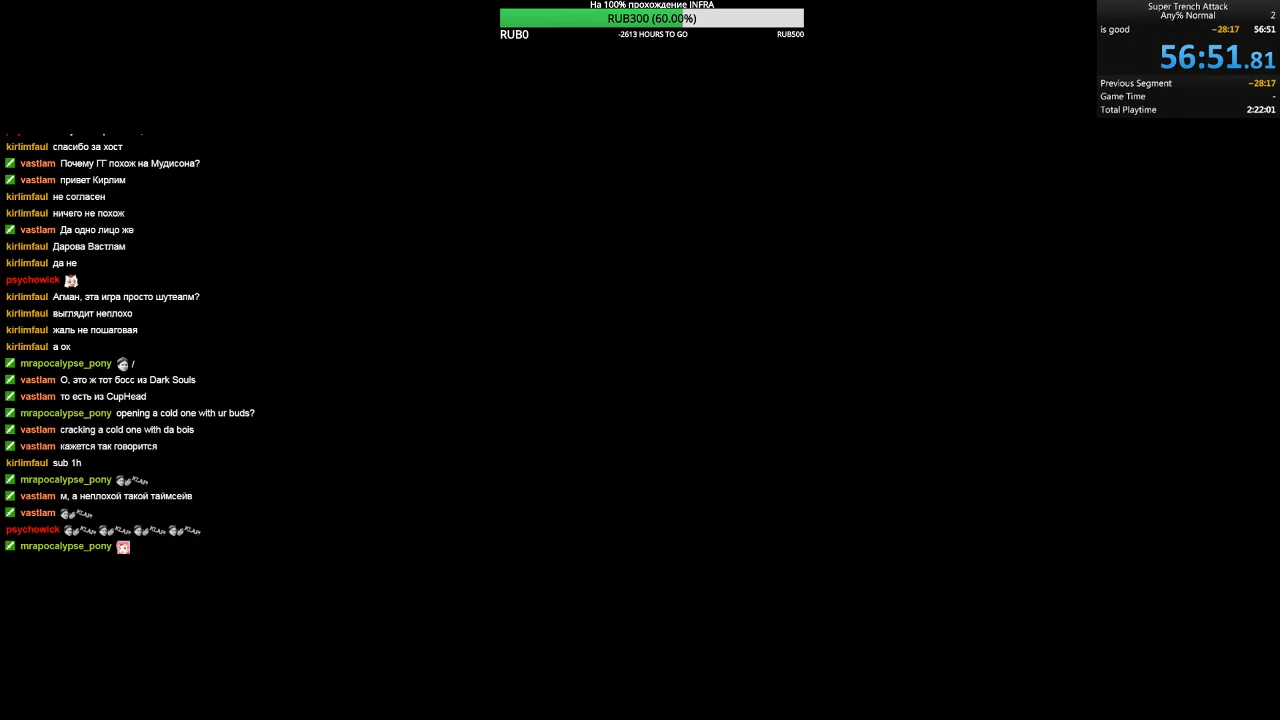 На 100% прохождение INFRA
RUB300 (60.00%)
RUB0
-2613 HOURS TO GO
RUB500
Super Trench Attack
Any% Normal
2
is good −28:17 56:51
56:51.81
Previous Segment −28:17
Game Time -
Total Playtime 2:22:01
kirlimfaul спасибо за хост
vastlam Почему ГГ похож на Мудисона?
vastlam привет Кирлим
kirlimfaul не согласен
kirlimfaul ничего не похож
vastlam Да одно лицо же
kirlimfaul Дарова Вастлам
kirlimfaul да не
psychowick
kirlimfaul Агман, эта игра просто шутеапм?
kirlimfaul выглядит неплохо
kirlimfaul жаль не пошаговая
kirlimfaul а ок
mrapocalypse_pony /
vastlam О, это ж тот босс из Dark Souls
vastlam то есть из CupHead
mrapocalypse_pony opening a cold one with ur buds?
vastlam cracking a cold one with da bois
vastlam кажется так говорится
kirlimfaul sub 1h
mrapocalypse_pony
vastlam м, а неплохой такой таймсейв
vastlam
psychowick
mrapocalypse_pony